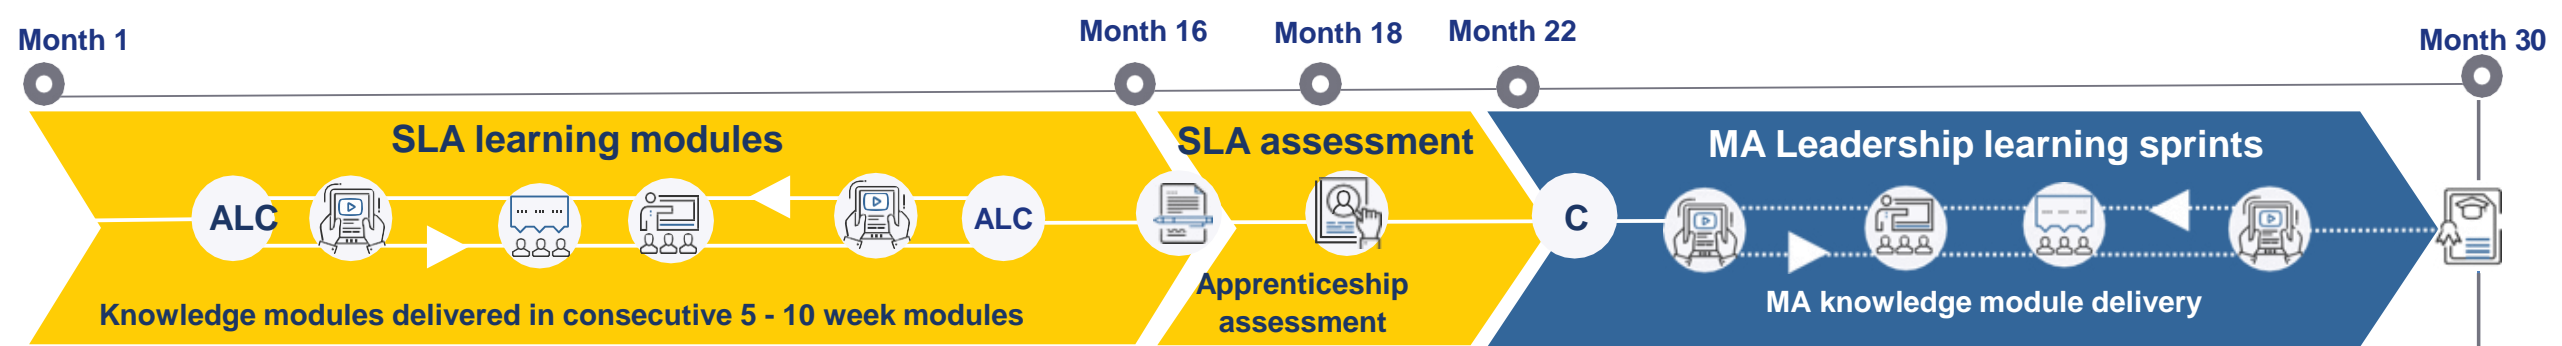 Month 1
Month 16
Month 18
Month 22
Month 30
SLA learning modules
SLA assessment
MA Leadership learning sprints
ALC
ALC
C
Knowledge modules delivered in consecutive 5 - 10 week modules
Apprenticeship
assessment
MA knowledge module delivery